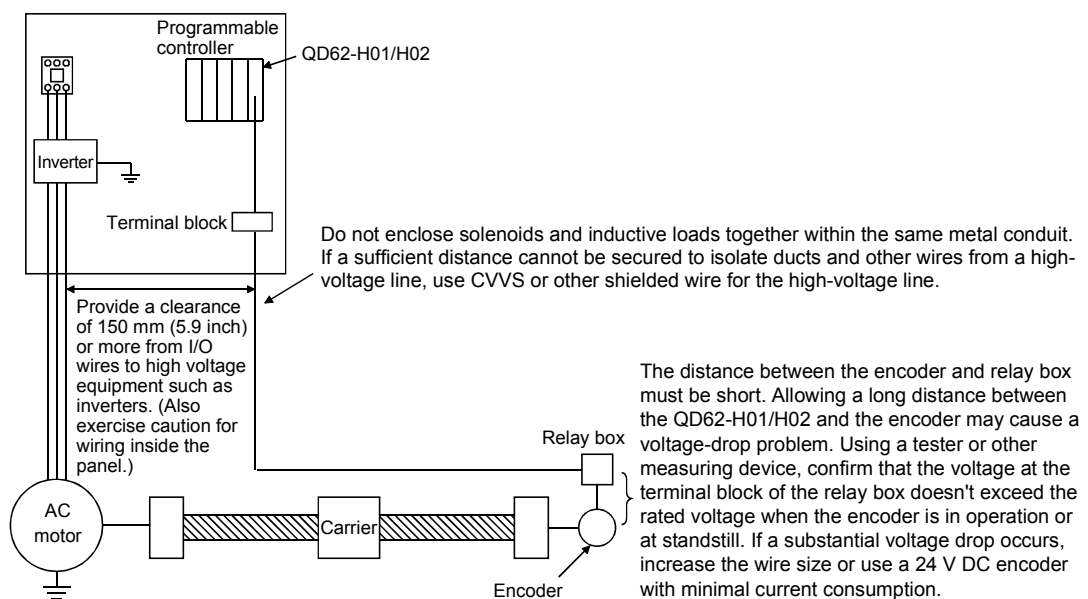 Programmable
controller
QD62-H01/H02
Inverter
Terminal block
Do not enclose solenoids and inductive loads together within the same metal conduit.
If a sufficient distance cannot be secured to isolate ducts and other wires from a high-
voltage line, use CVVS or other shielded wire for the high-voltage line.
Provide a clearance
of 150 mm (5.9 inch)
or more from I/O
wires to high voltage
equipment such as
inverters. (Also
exercise caution for
wiring inside the
panel.)
The distance between the encoder and relay box
must be short. Allowing a long distance between
the QD62-H01/H02 and the encoder may cause a
voltage-drop problem. Using a tester or other
measuring device, confirm that the voltage at the
terminal block of the relay box doesn't exceed the
rated voltage when the encoder is in operation or
at standstill. If a substantial voltage drop occurs,
increase the wire size or use a 24 V DC encoder
with minimal current consumption.
Relay box
AC
motor
Carrier
Encoder